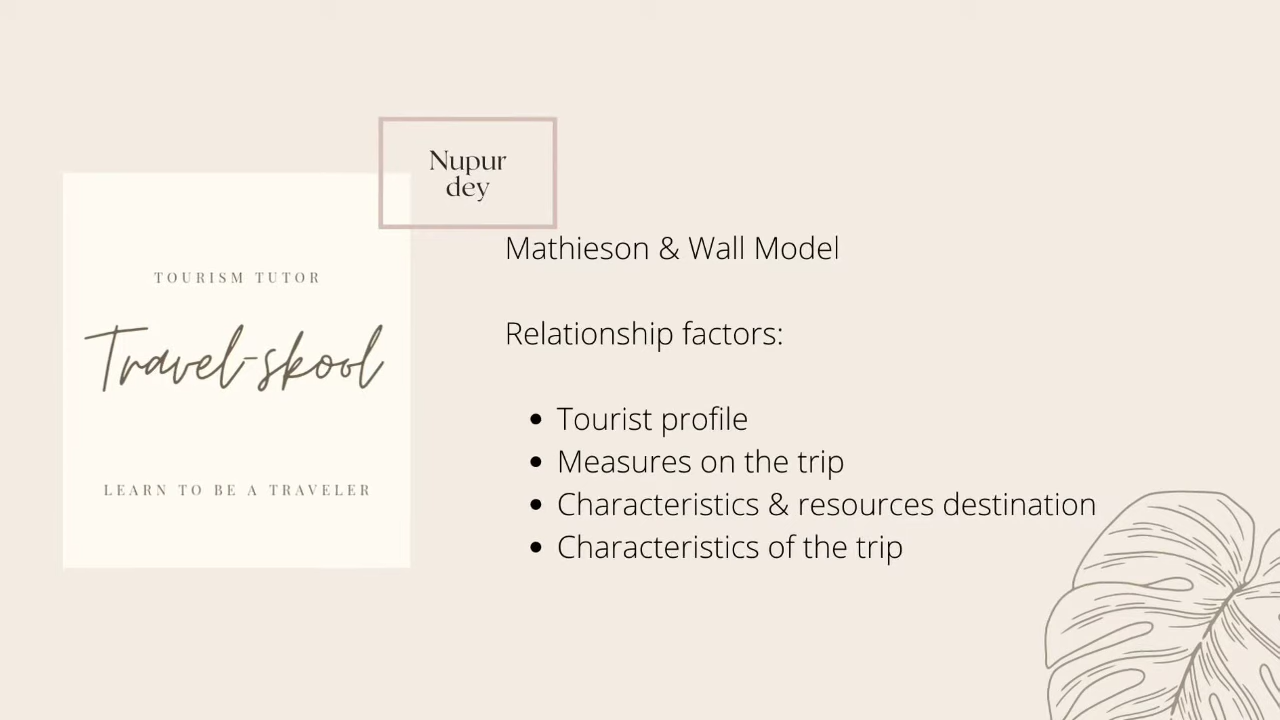 Nupur
dey
TOURISM TUTOR
Travel-skool
LEARN TO BE A TRAVELER
Mathieson & Wall Model
Relationship factors:
• Tourist profile
• Measures on the trip
• Characteristics & resources destination
• Characteristics of the trip